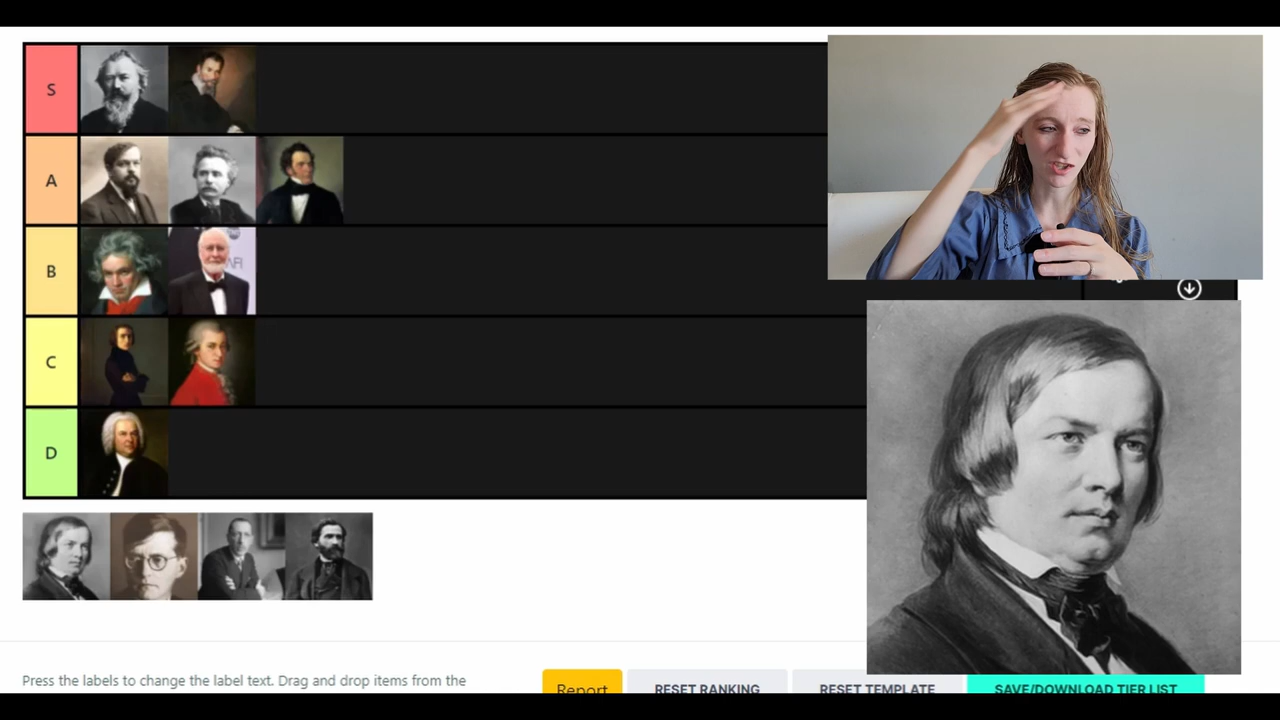 S
A
B
C
D
Press the labels to change the label text. Drag and drop items from the
Report
RESET RANKING
RESET TEMPLATE
SAVE/DOWNLOAD TIER LIST